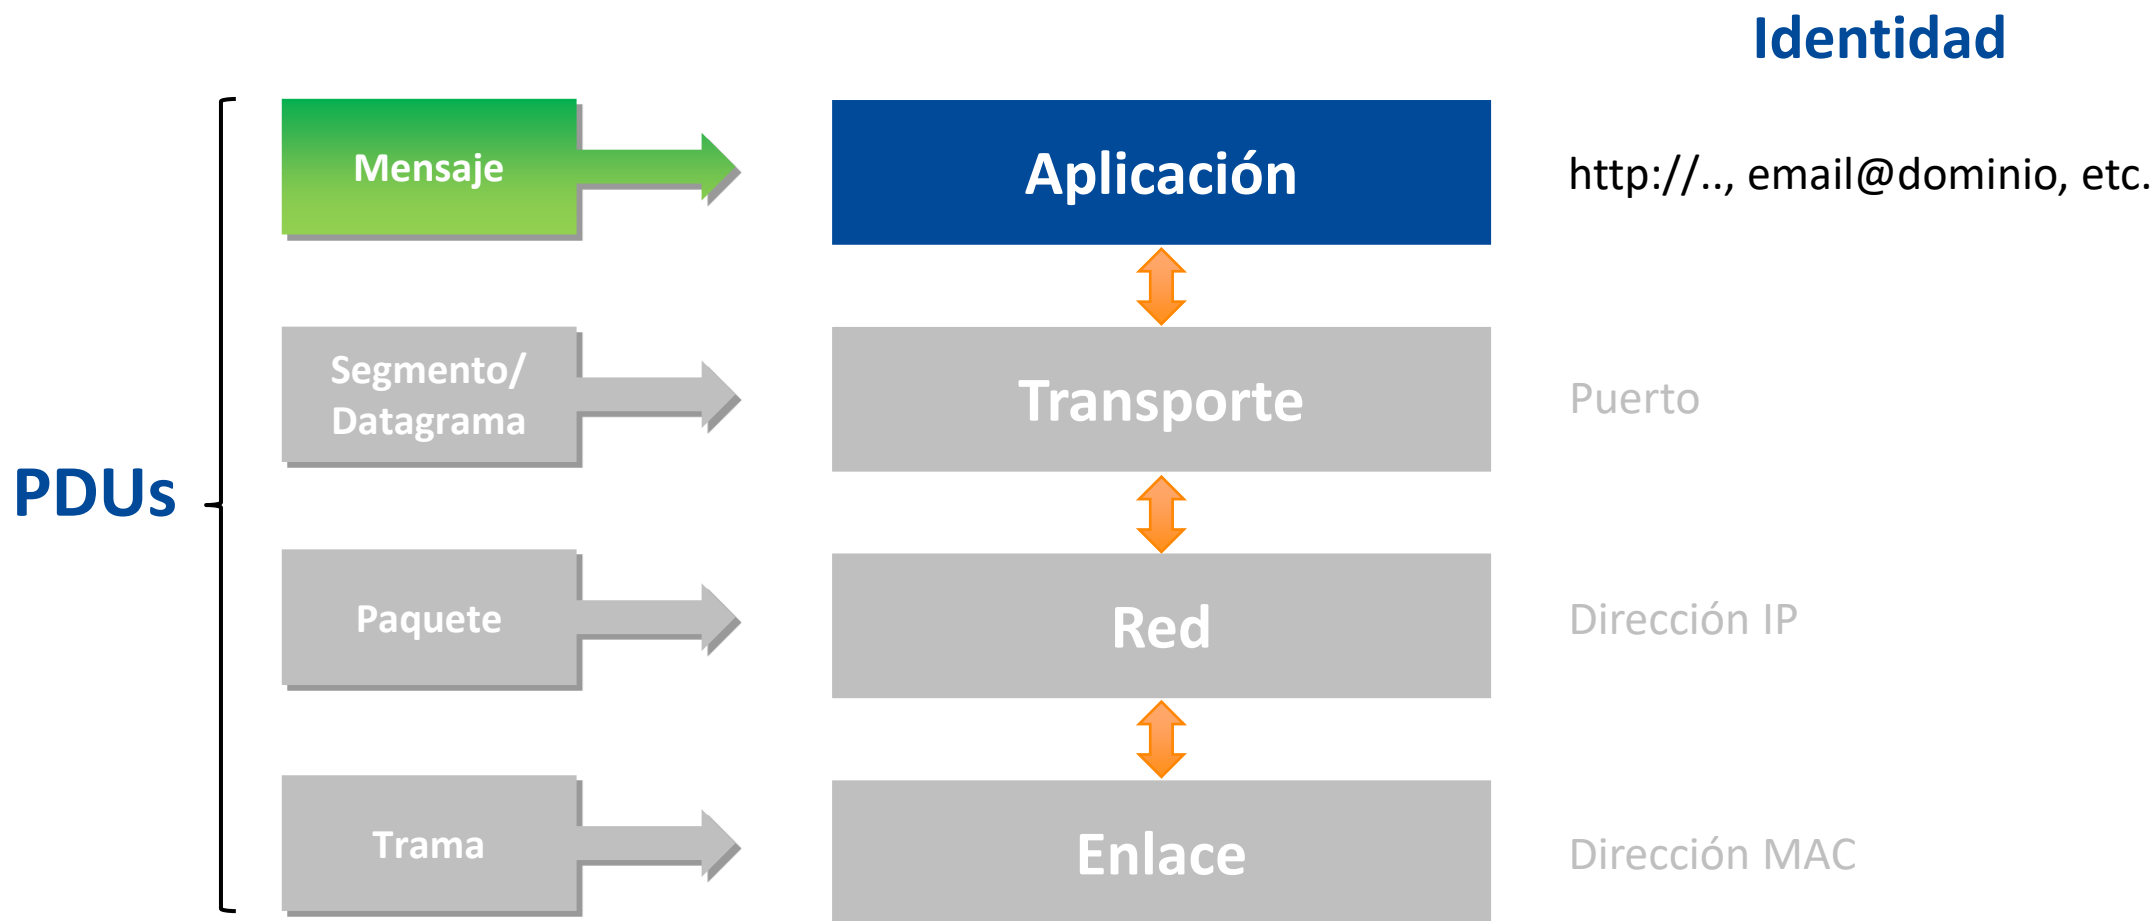 Identidad
Mensaje
Aplicación
http://.., email@dominio, etc.
Segmento/
Datagrama
Transporte
Puerto
PDUs
Paquete
Red
Dirección IP
Trama
Enlace
Dirección MAC